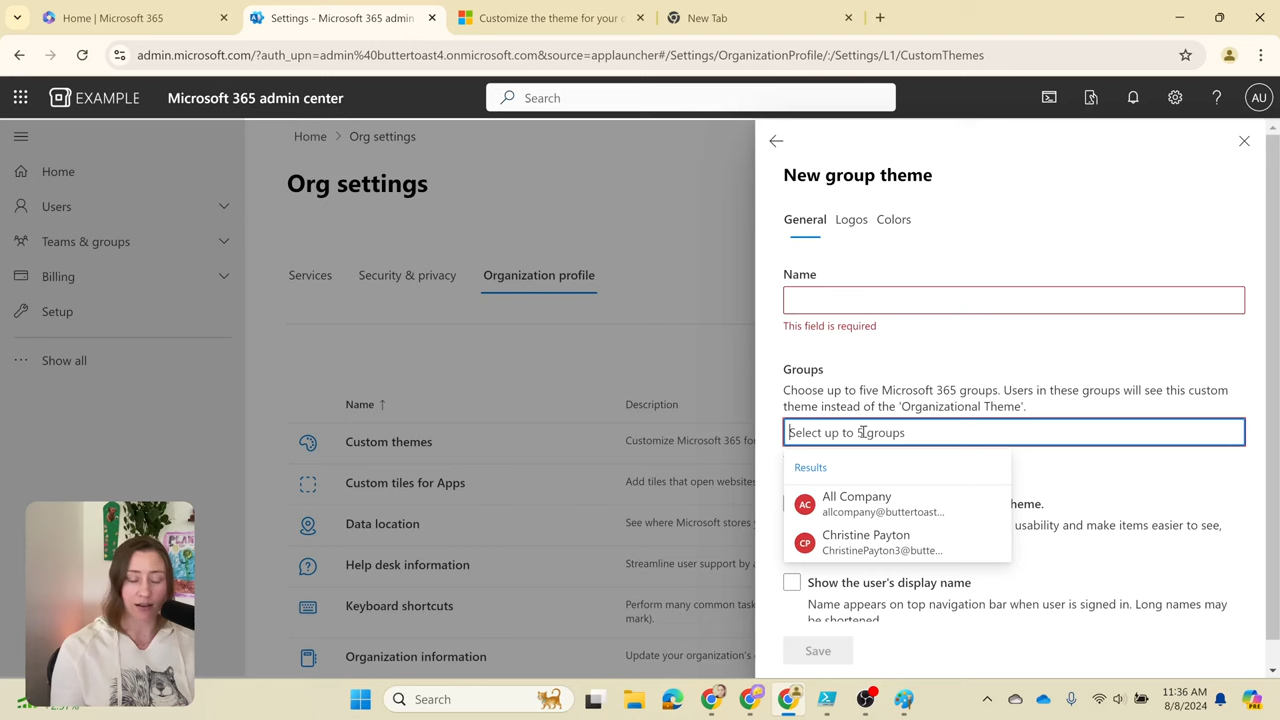 Home | Microsoft 365
Settings - Microsoft 365 admin
Customize the theme for your o
New Tab
admin.microsoft.com/?auth_upn=admin%40buttertoast4.onmicrosoft.com&source=applauncher#/Settings/OrganizationProfile/:/Settings/L1/CustomThemes
EXAMPLE
Microsoft 365 admin center
Search
AU
Home
Users
Teams & groups
Billing
Setup
Show all
Home > Org settings
Org settings
Services
Security & privacy
Organization profile
Name ↑
Description
Custom themes
Customize Microsoft 365 fo
Custom tiles for Apps
Add tiles that open websites
Data location
See where Microsoft stores y
Help desk information
Streamline user support by a
Keyboard shortcuts
Perform many common task
mark).
Organization information
Update your organization's
New group theme
General
Logos
Colors
Name
This field is required
Groups
Choose up to five Microsoft 365 groups. Users in these groups will see this custom
theme instead of the 'Organizational Theme'.
Select up to 5 groups
Results
AC
All Company
allcompany@buttertoast...
CP
Christine Payton
ChristinePayton3@butte...
heme.
usability and make items easier to see,
Show the user's display name
Name appears on top navigation bar when user is signed in. Long names may
be shortened
Save
Search
11:36 AM
8/8/2024
PRE